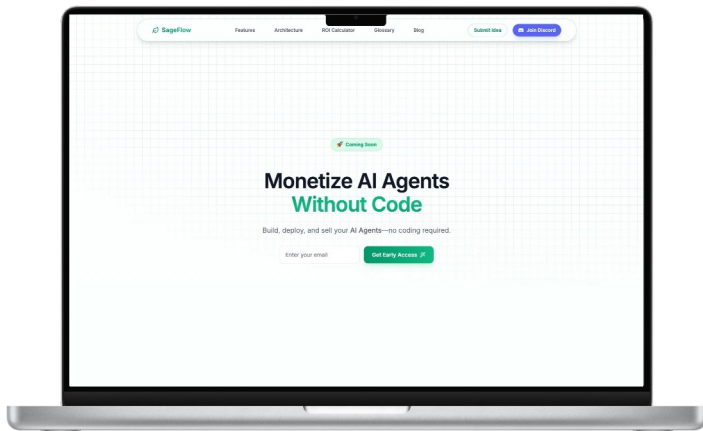 SageFlow
Features
Architecture
ROI Calculator
Glossary
Blog
Submit Idea
Join Discord
Coming Soon
Monetize AI Agents
Without Code
Build, deploy, and sell your AI Agents—no coding required.
Enter your email
Get Early Access